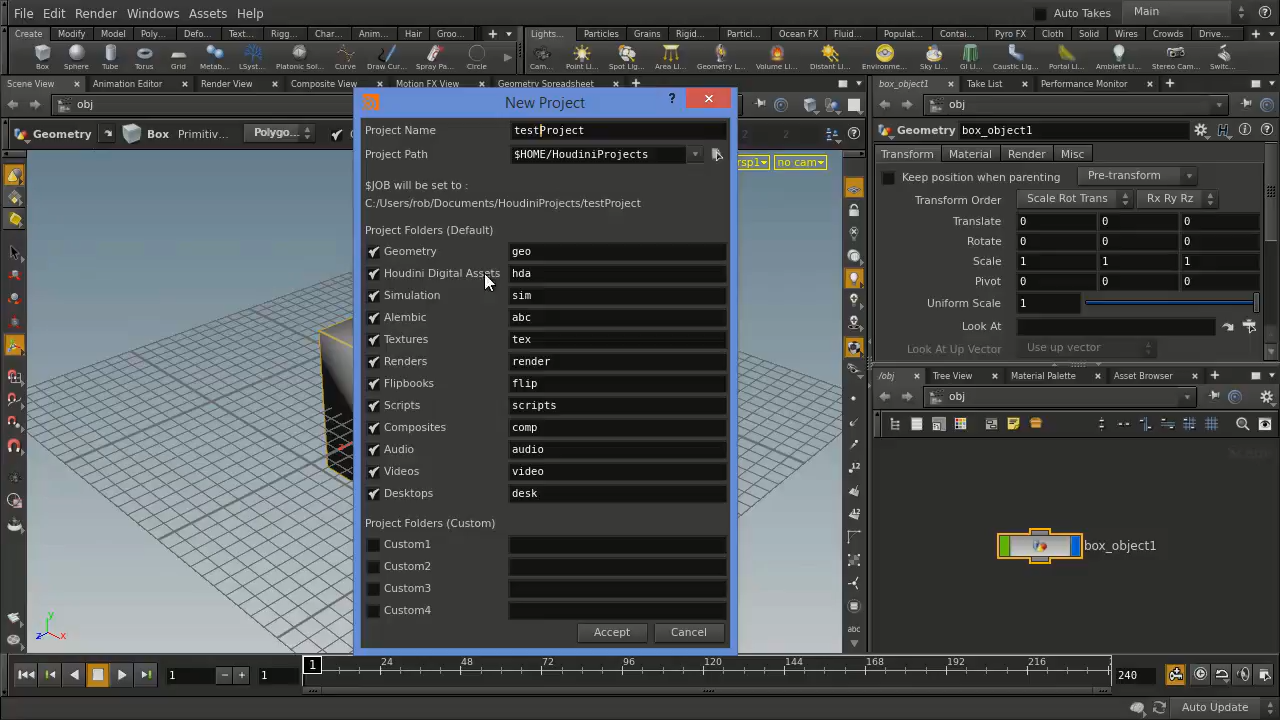 File Edit Render Windows Assets Help Auto Takes Main
Create Modify Model Poly... Defo... Text... Rigg... Char... Anim... Hair Groo... Lights... Particles Grains Rigid... Particl... Ocean FX Fluid... Populat... Contai... Pyro FX Cloth Solid Wires Crowds Drive...
Box Sphere Tube Torus Grid Metab... LSyst... Platonic Sol... Curve Draw Cur... Spray Pa... Circle Cam... Point Li... Spot Lig... Area Li... Geometry L... Volume Li... Distant Li... Environme... Sky Li... GI Li... Caustic Lig... Portal Li... Ambient Li... Stereo Cam... Switc...
Scene View Animation Editor Render View Composite View Motion FX View Geometry Spreadsheet box_object1 Take List Performance Monitor
obj obj
Geometry Box Primitiv... Polygo... 2 2 Geometry box_object1
New Project ?
Project Name testProject
Project Path $HOME/HoudiniProjects
$JOB will be set to :
C:/Users/rob/Documents/HoudiniProjects/testProject
Project Folders (Default)
Geometry geo
Houdini Digital Assets hda
Simulation sim
Alembic abc
Textures tex
Renders render
Flipbooks flip
Scripts scripts
Composites comp
Audio audio
Videos video
Desktops desk
Project Folders (Custom)
Custom1
Custom2
Custom3
Custom4
Accept Cancel
rsp1 no cam
Transform Material Render Misc
Keep position when parenting Pre-transform
Transform Order Scale Rot Trans Rx Ry Rz
Translate 0 0 0
Rotate 0 0 0
Scale 1 1 1
Pivot 0 0 0
Uniform Scale 1
Look At
Look At Up Vector Use up vector
/obj Tree View Material Palette Asset Browser
obj
box_object1
12
abc
y
z x
1 1 1 24 48 72 96 120 144 168 192 216 240
Auto Update